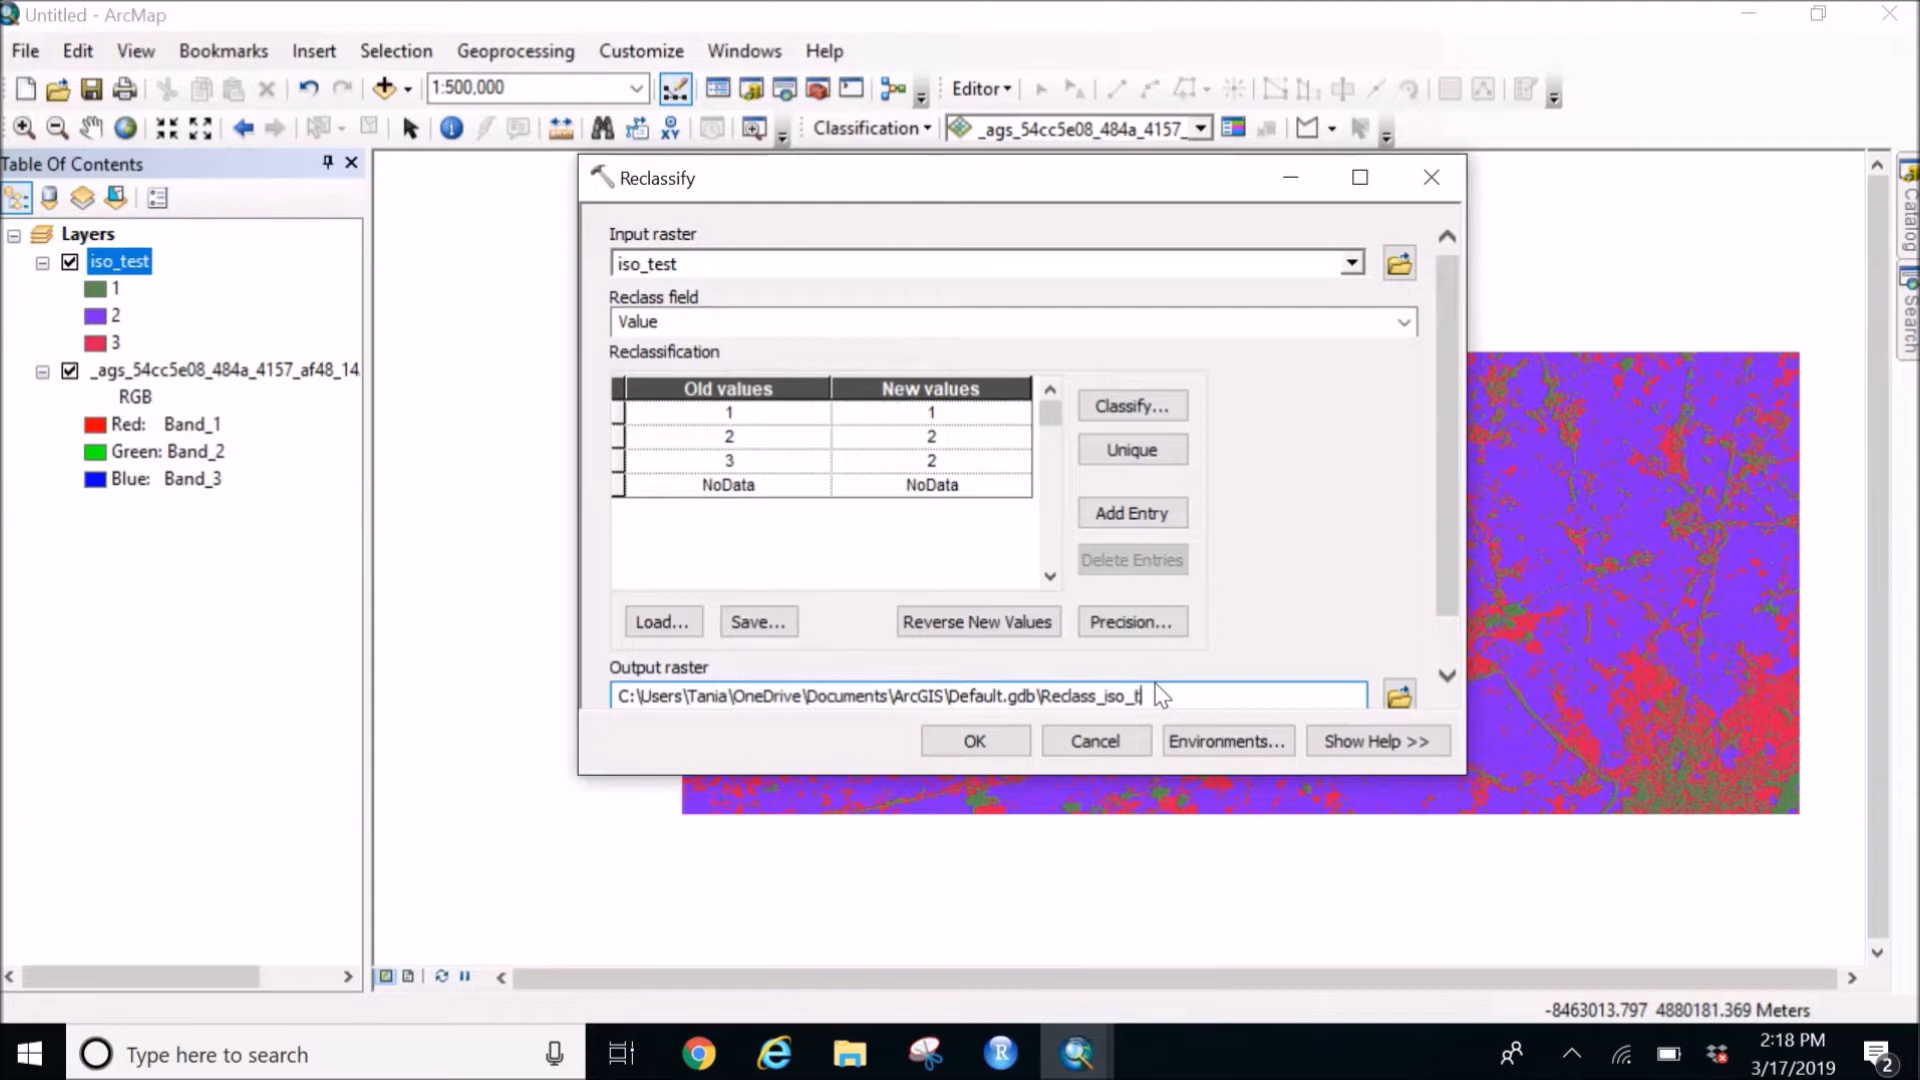 Untitled - ArcMap
File Edit View Bookmarks Insert Selection Geoprocessing Customize Windows Help
1:500,000
Editor
Classification
_ags_54cc5e08_484a_4157_
Table Of Contents
Layers
iso_test
1
2
3
_ags_54cc5e08_484a_4157_af48_14
RGB
Red: Band_1
Green: Band_2
Blue: Band_3
Reclassify
Input raster
iso_test
Reclass field
Value
Reclassification
Old values New values
1 1
2 2
3 2
NoData NoData
Classify...
Unique
Add Entry
Delete Entries
Load... Save... Reverse New Values Precision...
Output raster
C:\Users\Tania\OneDrive\Documents\ArcGIS\Default.gdb\Reclass_iso_t
OK Cancel Environments... Show Help >>
Catalog
Search
-8463013.797 4880181.369 Meters
Type here to search
R
2:18 PM
3/17/2019
2